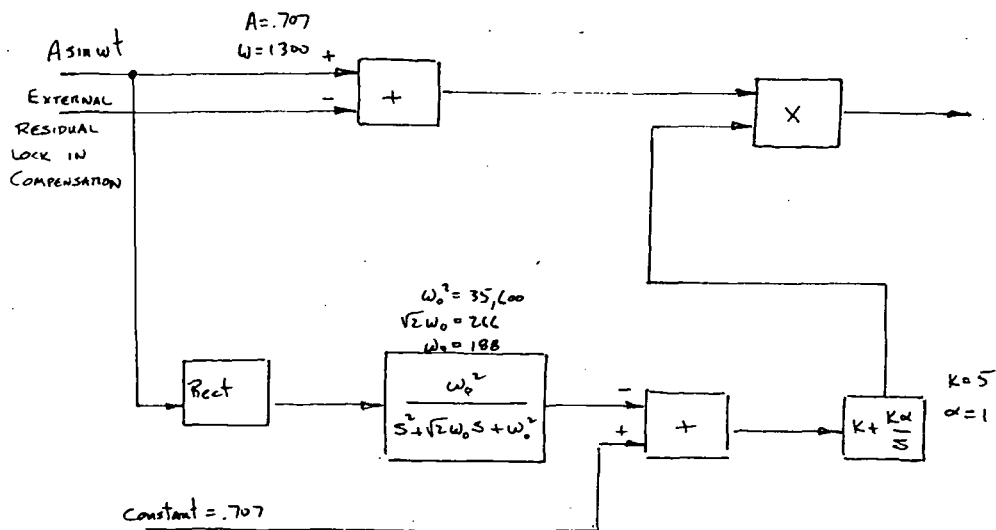 A sin ωt
A=.707
ω=1300
+
-
EXTERNAL
RESIDUAL
LOCK IN
COMPENSATION
+
X
Rect
ω₀² = 35,600
√2ω₀ = 266
ω₀ = 188
ω₀²
S² + √2ω₀S + ω₀²
-
+
+
K + Kα/S
K=5
α=1
Constant = .707